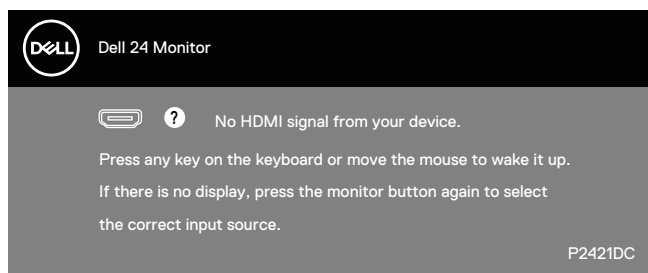 DELL
Dell 24 Monitor
? No HDMI signal from your device.
Press any key on the keyboard or move the mouse to wake it up.
If there is no display, press the monitor button again to select
the correct input source.
P2421DC